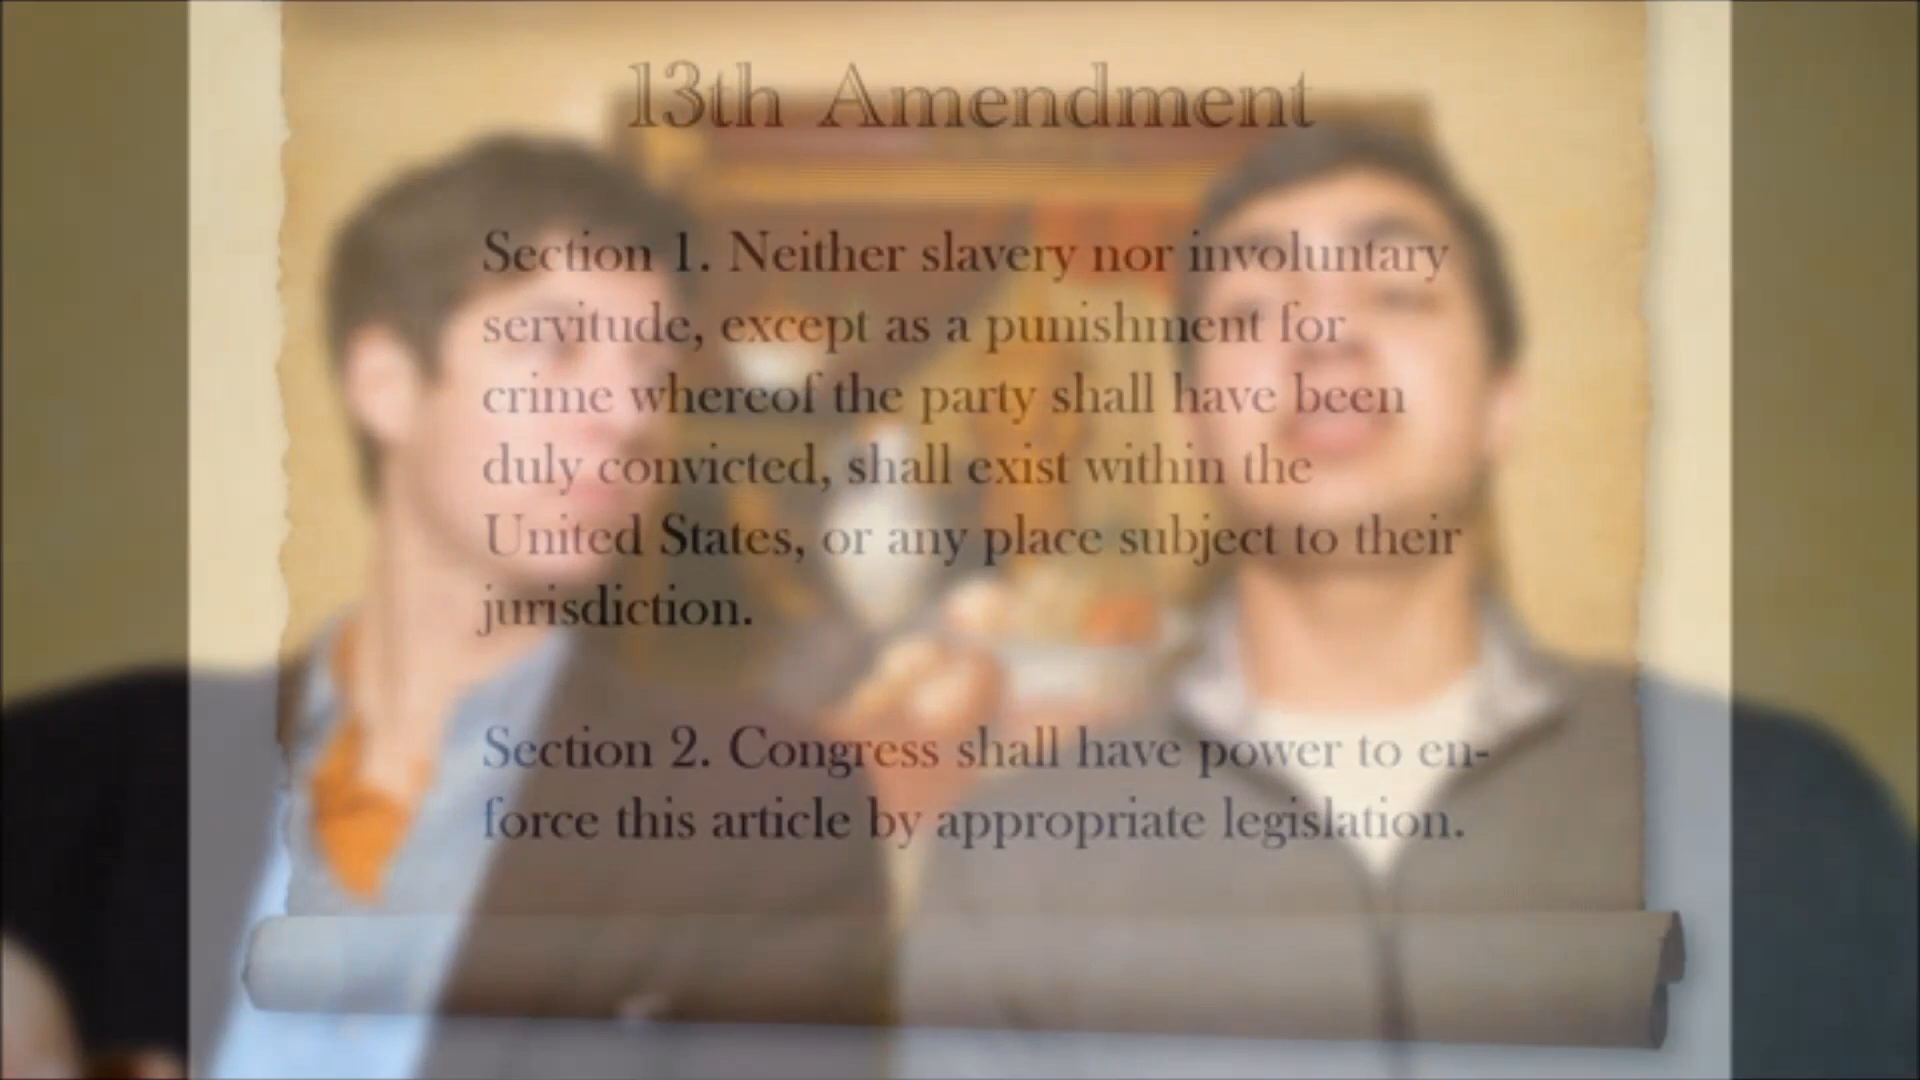 13th Amendment
Section 1. Neither slavery nor involuntary
servitude, except as a punishment for
crime whereof the party shall have been
duly convicted, shall exist within the
United States, or any place subject to their
jurisdiction.
Section 2. Congress shall have power to en-
force this article by appropriate legislation.